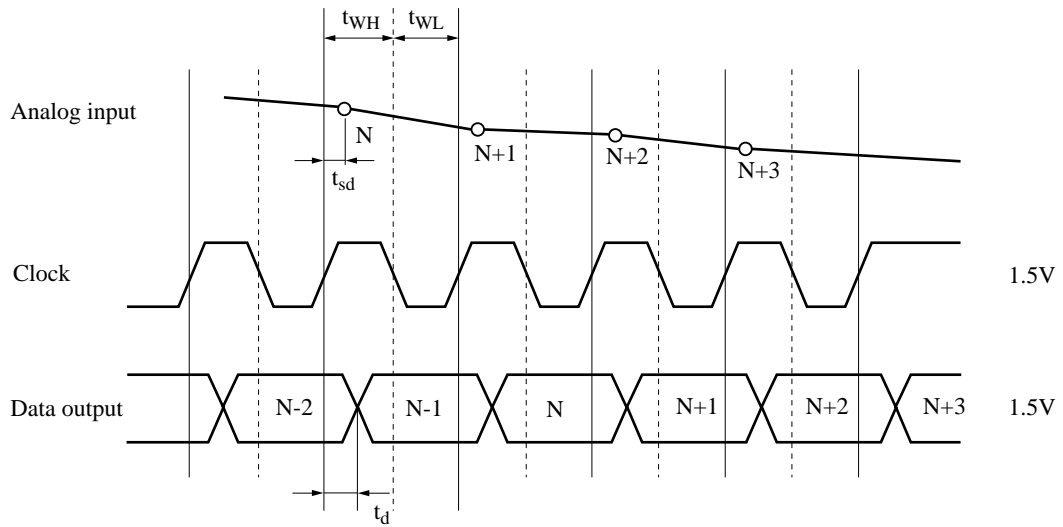 tWH tWL
Analog input
N N+1 N+2 N+3
tsd
Clock 1.5V
Data output N-2 N-1 N N+1 N+2 N+3 1.5V
td